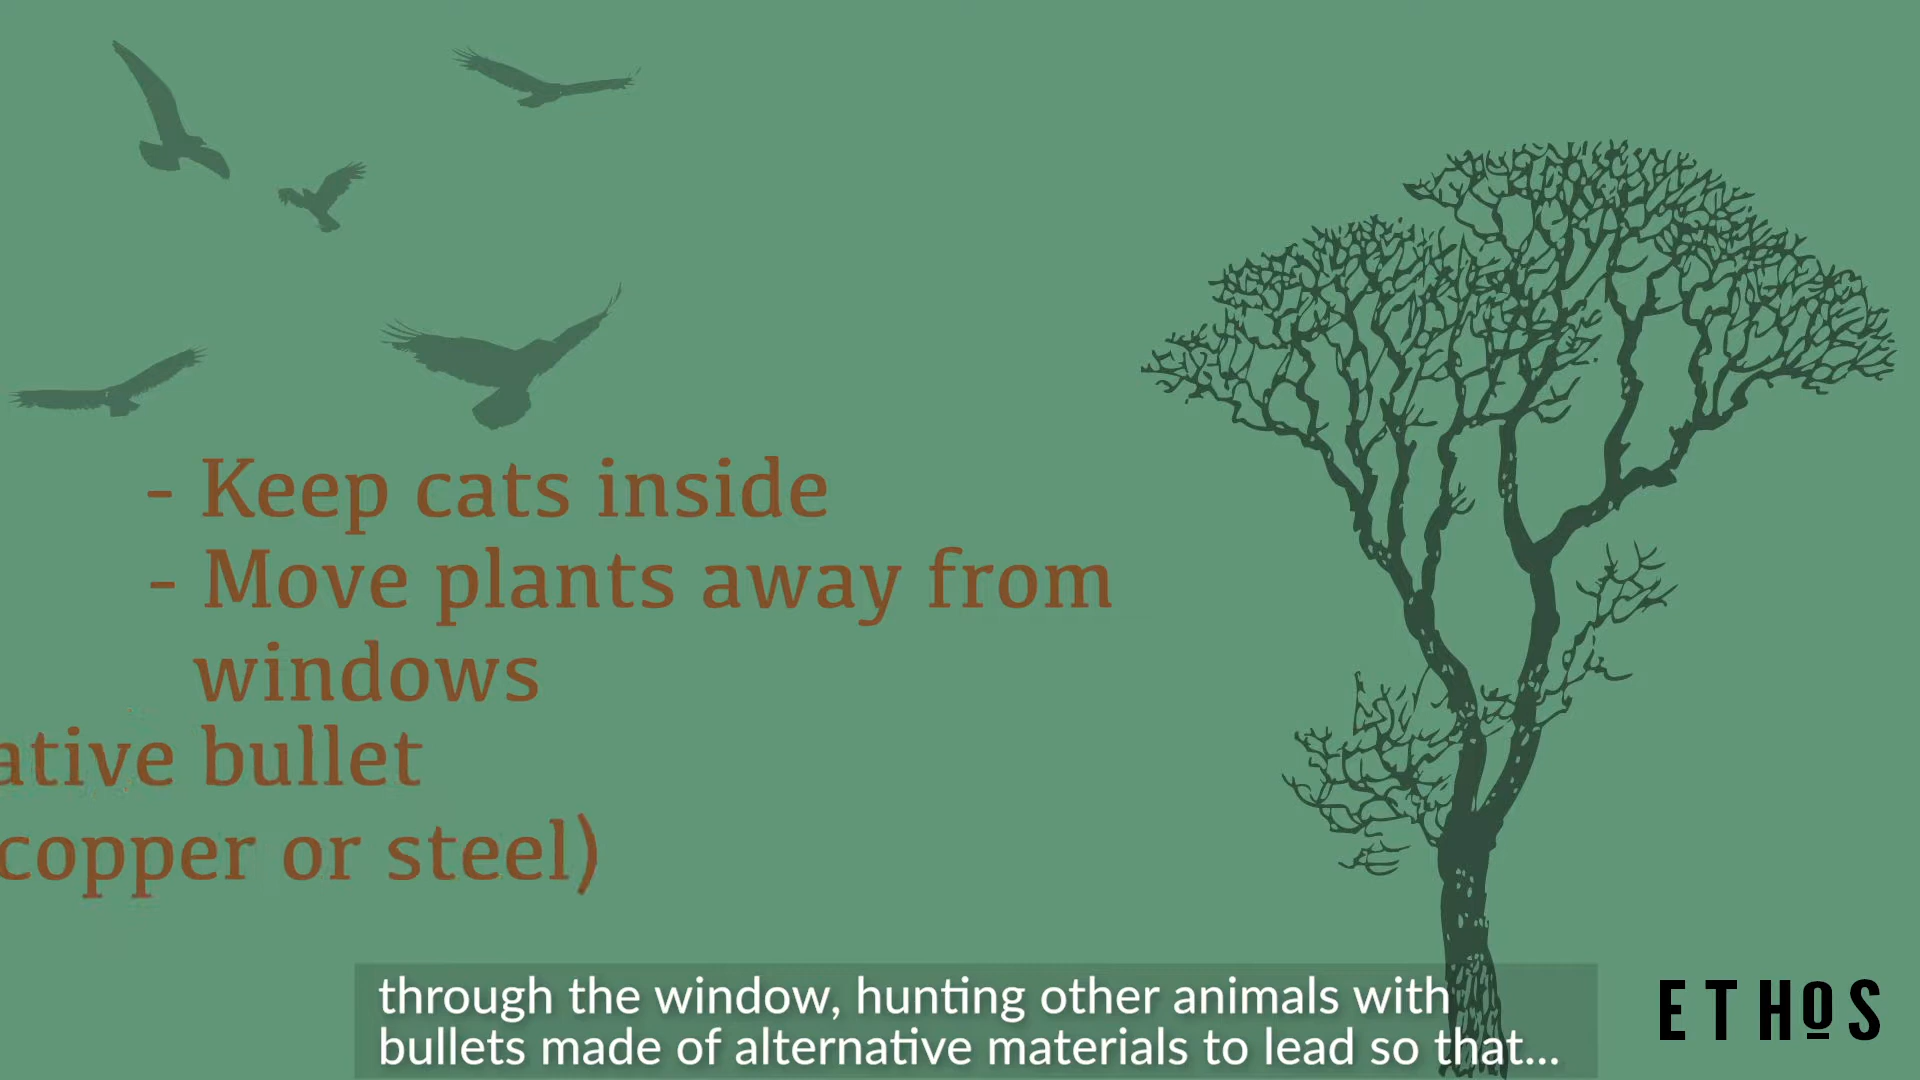 - Keep cats inside
- Move plants away from
windows
ative bullet
copper or steel)
through the window, hunting other animals with
bullets made of alternative materials to lead so that...
ETHOS